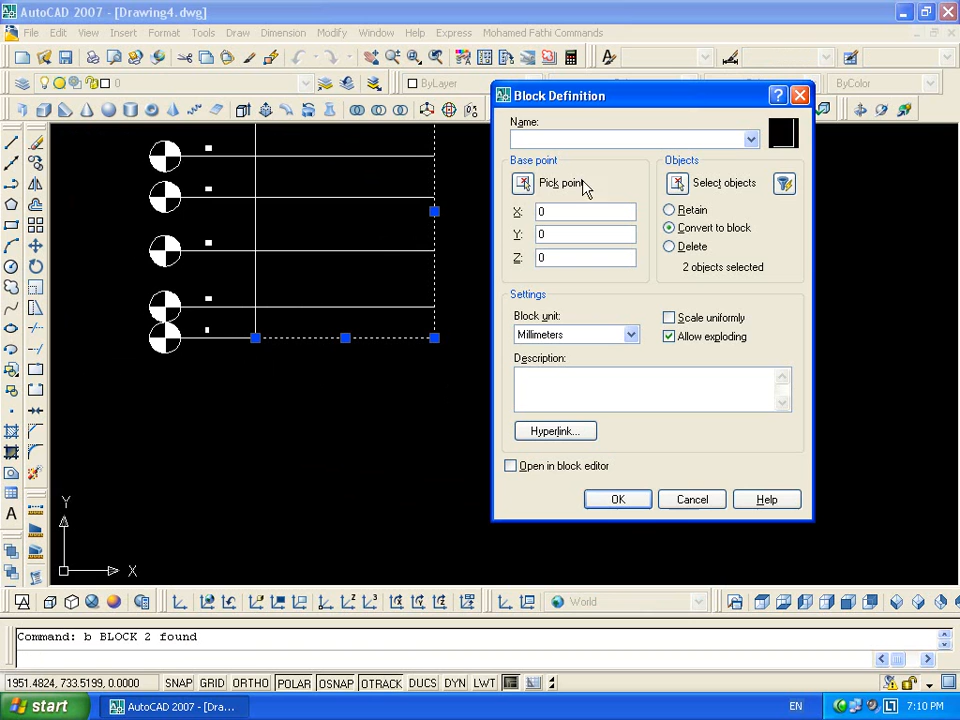 AutoCAD 2007 - [Drawing4.dwg]
File Edit View Insert Format Tools Draw Dimension Modify Window Help Express Mohamed Fathi Commands
0
ByLayer
ByColor
Block Definition
Name:
Base point
Pick point
X: 0
Y: 0
Z: 0
Objects
Select objects
Retain
Convert to block
Delete
2 objects selected
Settings
Block unit:
Millimeters
Scale uniformly
Allow exploding
Description:
Hyperlink...
Open in block editor
OK Cancel Help
Y
X
World
Command: b BLOCK 2 found
1951.4824, 733.5199, 0.0000 SNAP GRID ORTHO POLAR OSNAP OTRACK DUCS DYN LWT
start AutoCAD 2007 - [Dra... EN 7:10 PM